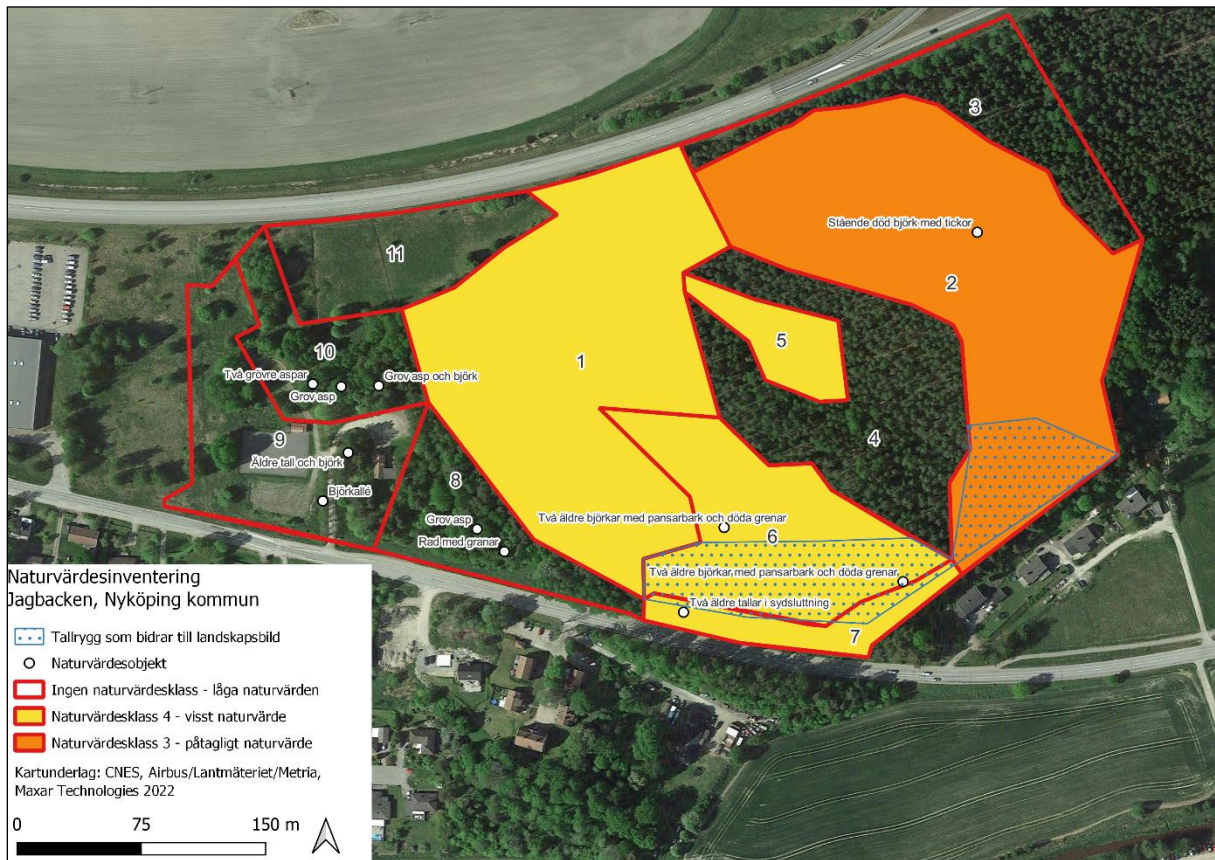 3
Stående död björk med tickor
11
2
1
5
10
Två grövre aspar
Grov asp
Grov asp och björk
4
9
Äldre tall och björk
8
Björkallé
Grov asp
Två äldre björkar med pansarbark och döda grenar
6
Rad med granar
Två äldre björkar med pansarbark och döda grenar
Två äldre tallar i sydsluttning
7
Naturvärdesinventering
Jagbacken, Nyköping kommun
Tallrygg som bidrar till landskapsbild
Naturvärdesobjekt
Ingen naturvärdesklass - låga naturvärden
Naturvärdesklass 4 - visst naturvärde
Naturvärdesklass 3 - påtagligt naturvärde
Kartunderlag: CNES, Airbus/Lantmäteriet/Metria,
Maxar Technologies 2022
0 75 150 m